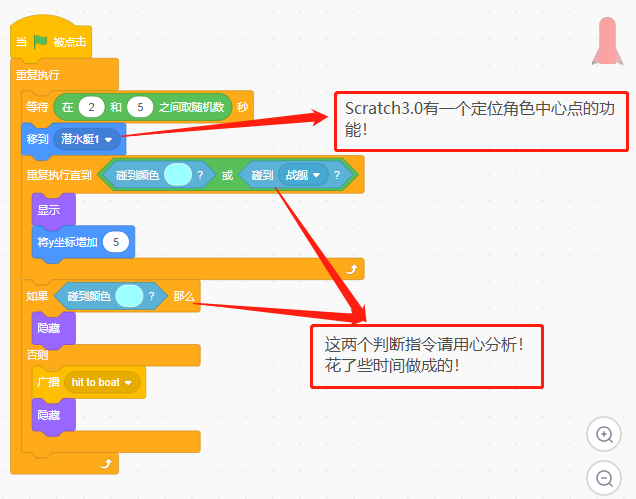 当 被点击
重复执行
等待 在 2 和 5 之间取随机数 秒
移到 潜水艇1
重复执行直到 碰到颜色 ? 或 碰到 战舰 ?
显示
将y坐标增加 5
如果 碰到颜色 ? 那么
隐藏
否则
广播 hit to boat
隐藏
Scratch3.0有一个定位角色中心点的功
能！
这两个判断指令请用心分析！
花了些时间做成的！